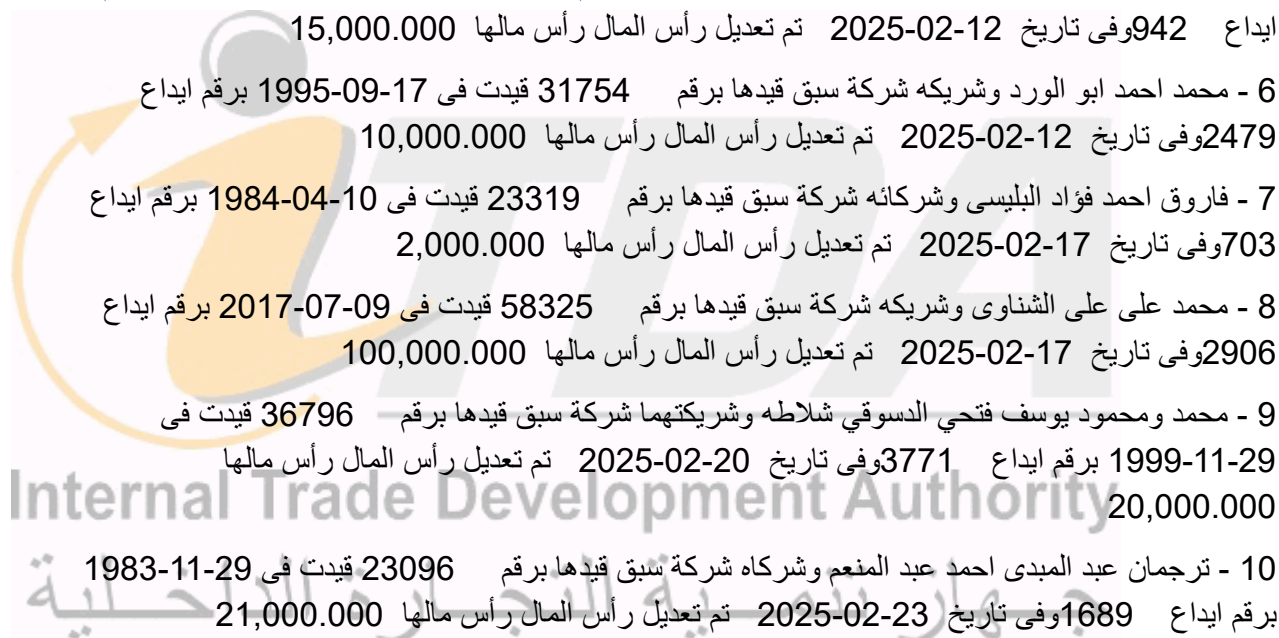 ايداع 942وفى تاريخ 12-02-2025 تم تعديل رأس المال رأس مالها 15,000.000
6 - محمد احمد ابو الورد وشريكه شركة سبق قيدها برقم 31754 قيدت فى 17-09-1995 برقم ايداع
2479وفى تاريخ 12-02-2025 تم تعديل رأس المال رأس مالها 10,000.000
7 - فاروق احمد فؤاد البليسى وشركائه شركة سبق قيدها برقم 23319 قيدت فى 10-04-1984 برقم ايداع
703وفى تاريخ 17-02-2025 تم تعديل رأس المال رأس مالها 2,000.000
8 - محمد على على الشناوى وشريكه شركة سبق قيدها برقم 58325 قيدت فى 09-07-2017 برقم ايداع
2906وفى تاريخ 17-02-2025 تم تعديل رأس المال رأس مالها 100,000.000
9 - محمد ومحمود يوسف فتحي الدسوقي شلاطه وشريكتهما شركة سبق قيدها برقم 36796 قيدت فى
29-11-1999 برقم ايداع 3771وفى تاريخ 20-02-2025 تم تعديل رأس المال رأس مالها
20,000.000
10 - ترجمان عبد المبدى احمد عبد المنعم وشركاه شركة سبق قيدها برقم 23096 قيدت فى 29-11-1983
برقم ايداع 1689وفى تاريخ 23-02-2025 تم تعديل رأس المال رأس مالها 21,000.000
iTDA
Internal Trade Development Authority
جهاز تنمية التجارة الداخلية